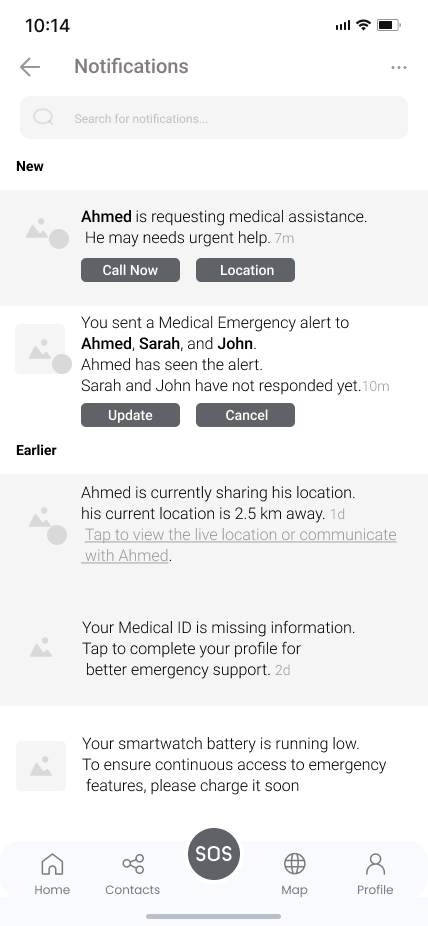 10:14
Notifications
Search for notifications...
New
Ahmed is requesting medical assistance.
He may needs urgent help. 7m
Call Now
Location
You sent a Medical Emergency alert to
Ahmed, Sarah, and John.
Ahmed has seen the alert.
Sarah and John have not responded yet.10m
Update
Cancel
Earlier
Ahmed is currently sharing his location.
his current location is 2.5 km away. 1d
Tap to view the live location or communicate
with Ahmed.
Your Medical ID is missing information.
Tap to complete your profile for
better emergency support. 2d
Your smartwatch battery is running low.
To ensure continuous access to emergency
features, please charge it soon
SOS
Home
Contacts
Map
Profile